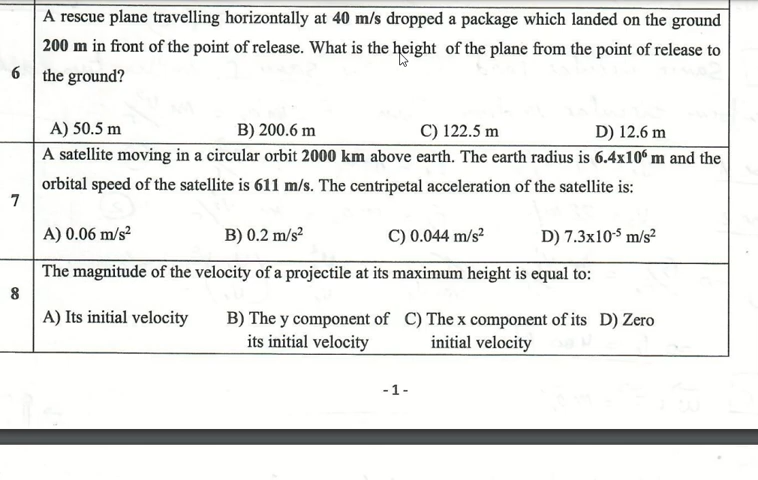 A rescue plane travelling horizontally at 40 m/s dropped a package which landed on the ground
200 m in front of the point of release. What is the height of the plane from the point of release to
6 the ground?
A) 50.5 m B) 200.6 m C) 122.5 m D) 12.6 m
A satellite moving in a circular orbit 2000 km above earth. The earth radius is 6.4x10⁶ m and the
orbital speed of the satellite is 611 m/s. The centripetal acceleration of the satellite is:
7
A) 0.06 m/s² B) 0.2 m/s² C) 0.044 m/s² D) 7.3x10⁻⁵ m/s²
The magnitude of the velocity of a projectile at its maximum height is equal to:
8
A) Its initial velocity B) The y component of C) The x component of its D) Zero
its initial velocity initial velocity
-1-